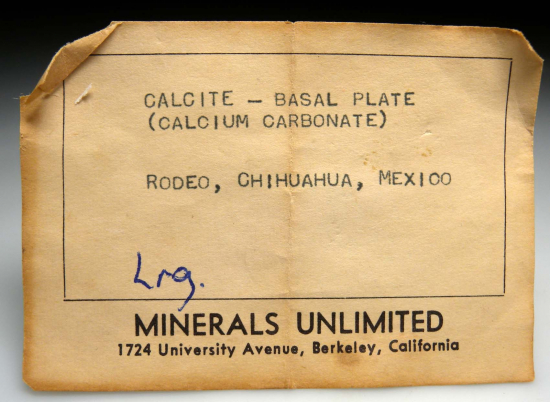 CALCITE — BASAL PLATE
(CALCIUM CARBONATE)
RODEO, CHIHUAHUA, MEXICO
Lrg.
MINERALS UNLIMITED
1724 University Avenue, Berkeley, California